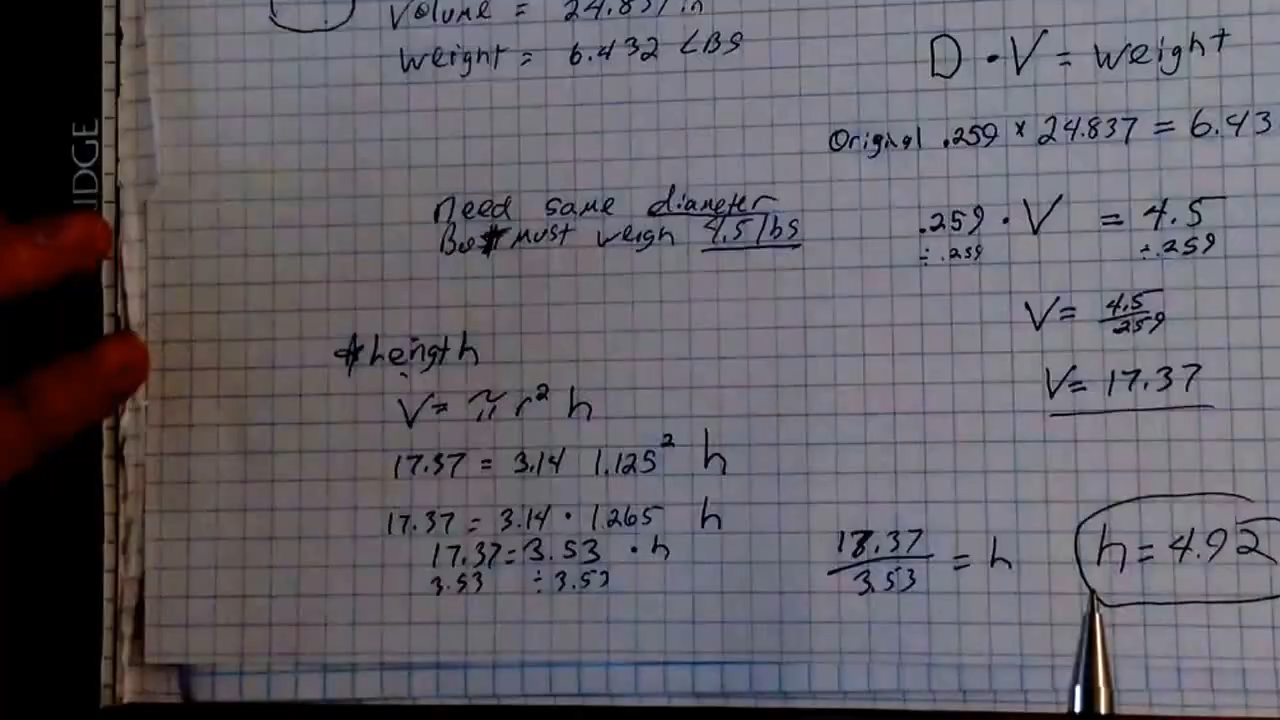 Volume = 24.837 in
Weight = 6.432 LBS
D · V = weight
Original .259 × 24.837 = 6.43
Need same diameter
But must weigh 4.5 lbs
.259 · V = 4.5
÷ .259 ÷ .259
V = 4.5/259
V = 17.37
Length
V = π r² h
17.37 = 3.14 1.125² h
17.37 = 3.14 · 1.265 h
17.37 = 3.53 · h
3.53 ÷ 3.53
17.37/3.53 = h
h = 4.92
UDGE